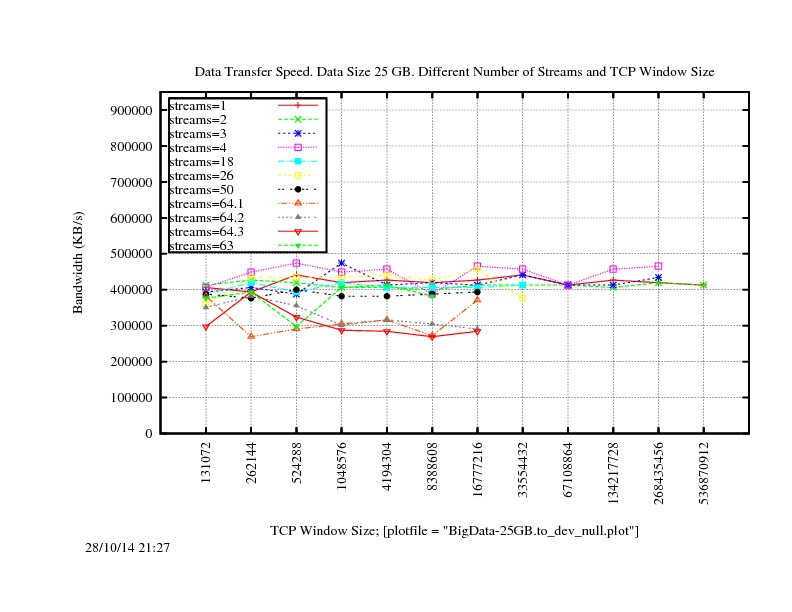 Data Transfer Speed. Data Size 25 GB. Different Number of Streams and TCP Window Size
900000
800000
700000
600000
500000
400000
300000
200000
100000
0
Bandwidth (KB/s)
streams=1
streams=2
streams=3
streams=4
streams=18
streams=26
streams=50
streams=64.1
streams=64.2
streams=64.3
streams=63
131072
262144
524288
1048576
4194304
8388608
16777216
33554432
67108864
134217728
268435456
536870912
TCP Window Size; [plotfile = "BigData-25GB.to_dev_null.plot"]
28/10/14 21:27